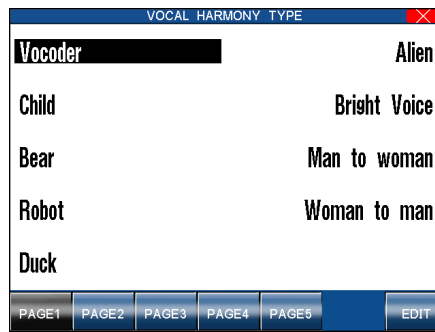 VOCAL HARMONY TYPE
Vocoder
Alien
Child
Bright Voice
Bear
Man to woman
Robot
Woman to man
Duck
PAGE1 PAGE2 PAGE3 PAGE4 PAGE5 EDIT